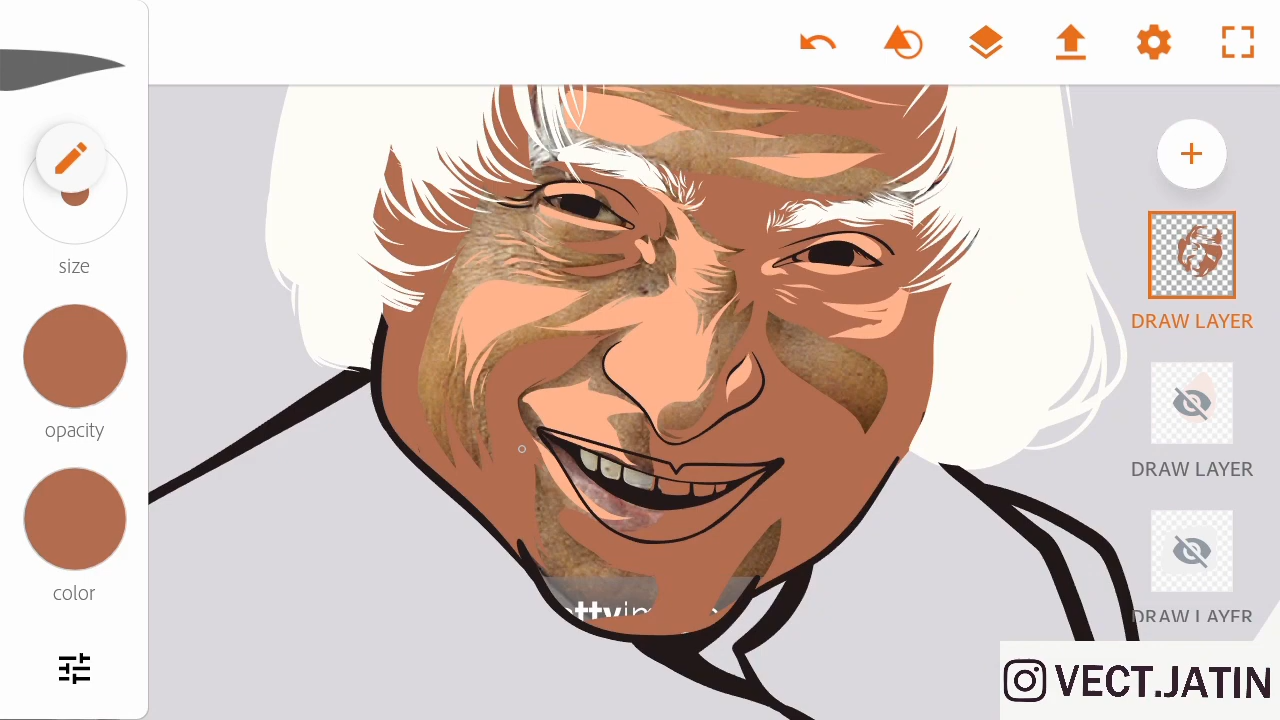 size
opacity
color
DRAW LAYER
DRAW LAYER
DRAW LAYER
VECT.JATIN